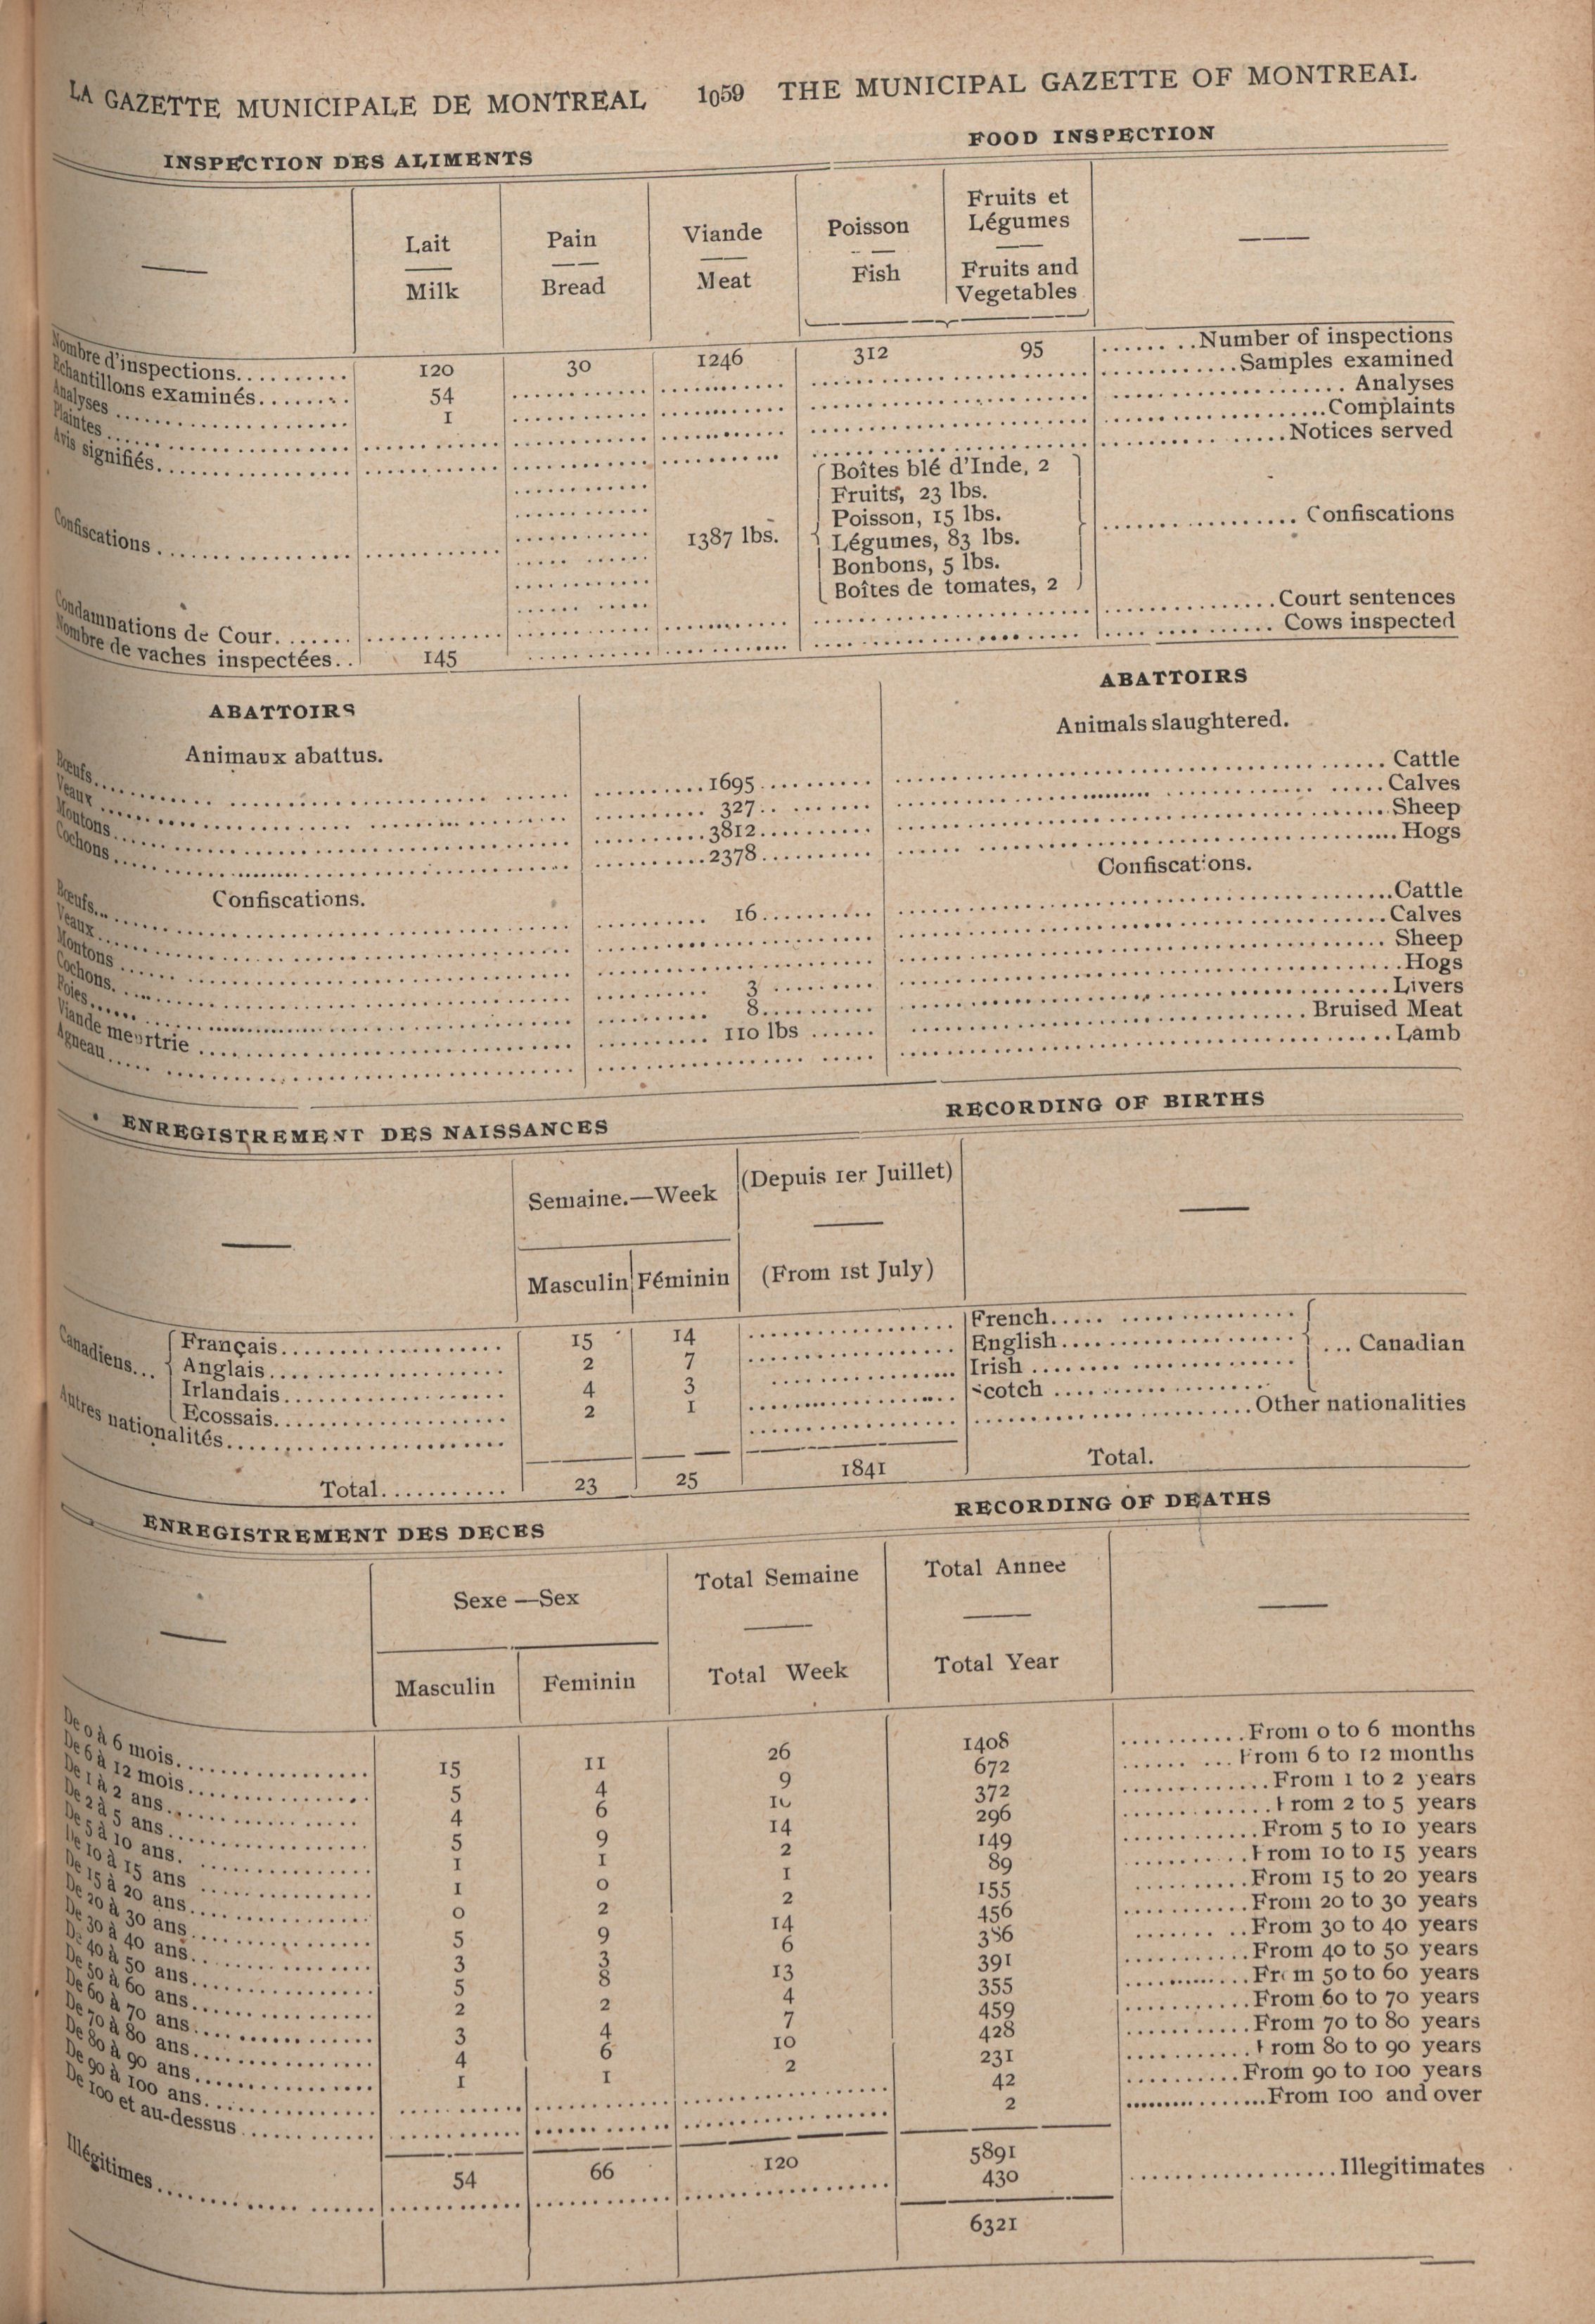 LA GAZETTE MUNICIPALE DE MONTREAL 1059 THE MUNICIPAL GAZETTE OF MONTREAL
INSPECTION DES ALIMENTS FOOD INSPECTION
Lait Pain Viande Poisson Fruits et Légumes
Milk Bread Meat Fish Fruits and Vegetables
Nombre d'inspections 120 30 1246 312 95 Number of inspections
Echantillons examinés 54 Samples examined
Analyses 1 Analyses
Plaintes Complaints
Avis signifiés Notices served
Boîtes blé d'Inde, 2
Fruits, 23 lbs.
Poisson, 15 lbs.
Confiscations 1387 lbs. Légumes, 83 lbs. Confiscations
Bonbons, 5 lbs.
Boîtes de tomates, 2
Condamnations de Cour Court sentences
Nombre de vaches inspectées 145 Cows inspected
ABATTOIRS ABATTOIRS
Animaux abattus. Animals slaughtered.
Bœufs 1695 Cattle
Veaux 327 Calves
Moutons 3812 Sheep
Cochons 2378 Hogs
Confiscations. Confiscations.
Bœufs 16 Cattle
Veaux Calves
Montons Sheep
Cochons 3 Hogs
Foies 8 Livers
Viande meurtrie 110 lbs Bruised Meat
Agneau Lamb
ENREGISTREMENT DES NAISSANCES RECORDING OF BIRTHS
Semaine.—Week (Depuis 1er Juillet)
Masculin Féminin (From 1st July)
Canadiens... Français 15 14 French
Anglais 2 7 English ... Canadian
Irlandais 4 3 Irish
Ecossais 2 1 Scotch
Autres nationalités Other nationalities
Total 23 25 1841 Total.
ENREGISTREMENT DES DECES RECORDING OF DEATHS
Sexe—Sex Total Semaine Total Annee
Masculin Feminin Total Week Total Year
De 0 à 6 mois 15 11 26 1408 From 0 to 6 months
De 6 à 12 mois 5 4 9 672 From 6 to 12 months
De 1 à 2 ans 4 6 10 372 From 1 to 2 years
De 2 à 5 ans 5 9 14 296 From 2 to 5 years
De 5 à 10 ans. 1 1 2 149 From 5 to 10 years
De 10 à 15 ans 1 0 1 89 From 10 to 15 years
De 15 à 20 ans 0 2 2 155 From 15 to 20 years
De 20 à 30 ans 5 9 14 456 From 20 to 30 years
De 30 à 40 ans 3 3 6 386 From 30 to 40 years
De 40 à 50 ans 5 8 13 391 From 40 to 50 years
De 50 à 60 ans 2 2 4 355 From 50 to 60 years
De 60 à 70 ans 3 4 7 459 From 60 to 70 years
De 70 à 80 ans 4 6 10 428 From 70 to 80 years
De 80 à 90 ans 1 1 2 231 From 80 to 90 years
De 90 à 100 ans 42 From 90 to 100 years
De 100 et au-dessus 2 From 100 and over
54 66 120 5891
Illégitimes 430 Illegitimates
6321